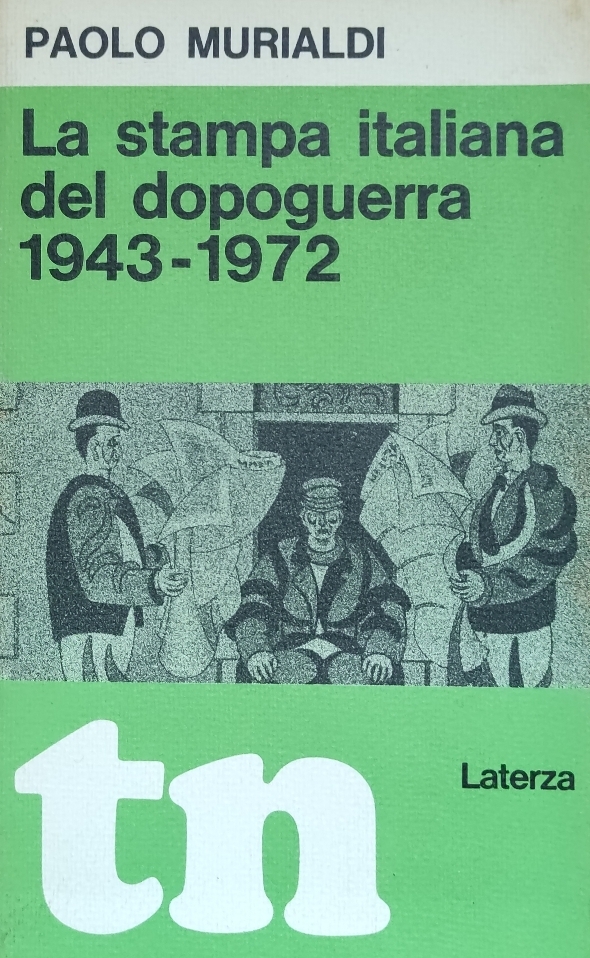 PAOLO MURIALDI
La stampa italiana
del dopoguerra
1943-1972
Laterza
tn